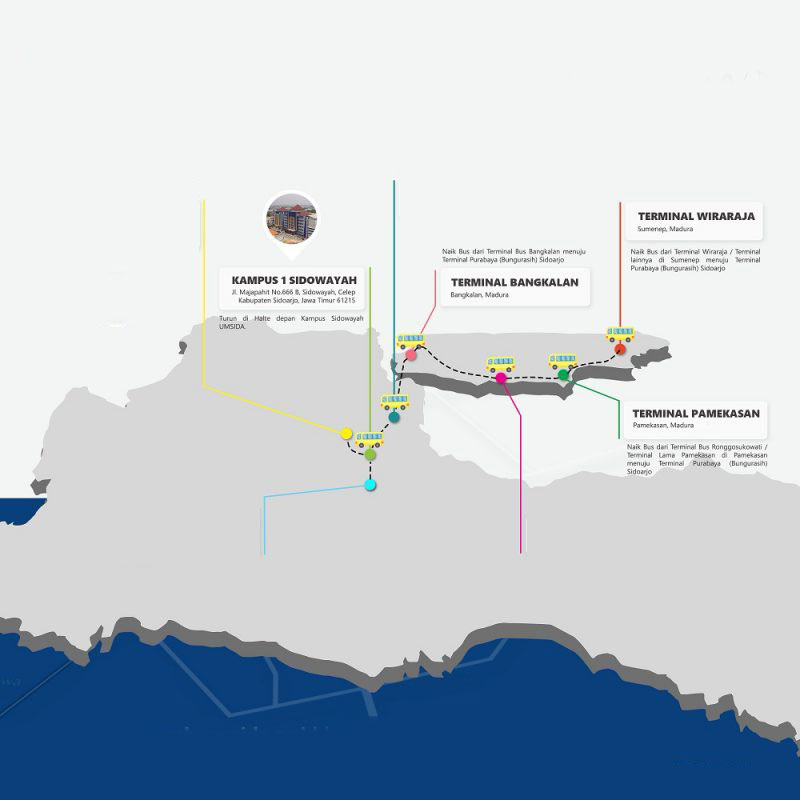 KAMPUS 1 SIDOWAYAH
Jl. Majapahit No.666 B, Sidowayah, Celep
Kabupaten Sidoarjo, Jawa Timur 61215
Turun di Halte depan Kampus Sidowayah
UMSIDA.
Naik Bus dari Terminal Bus Bangkalan menuju
Terminal Purabaya (Bungurasih) Sidoarjo
TERMINAL BANGKALAN
Bangkalan, Madura
TERMINAL WIRARAJA
Sumenep, Madura
Naik Bus dari Terminal Wiraraja / Terminal
lainnya di Sumenep menuju Terminal
Purabaya (Bungurasih) Sidoarjo
TERMINAL PAMEKASAN
Pamekasan, Madura
Naik Bus dari Terminal Bus Ronggosukowati /
Terminal Lama Pamekasan di Pamekasan
menuju Terminal Purabaya (Bungurasih)
Sidoarjo